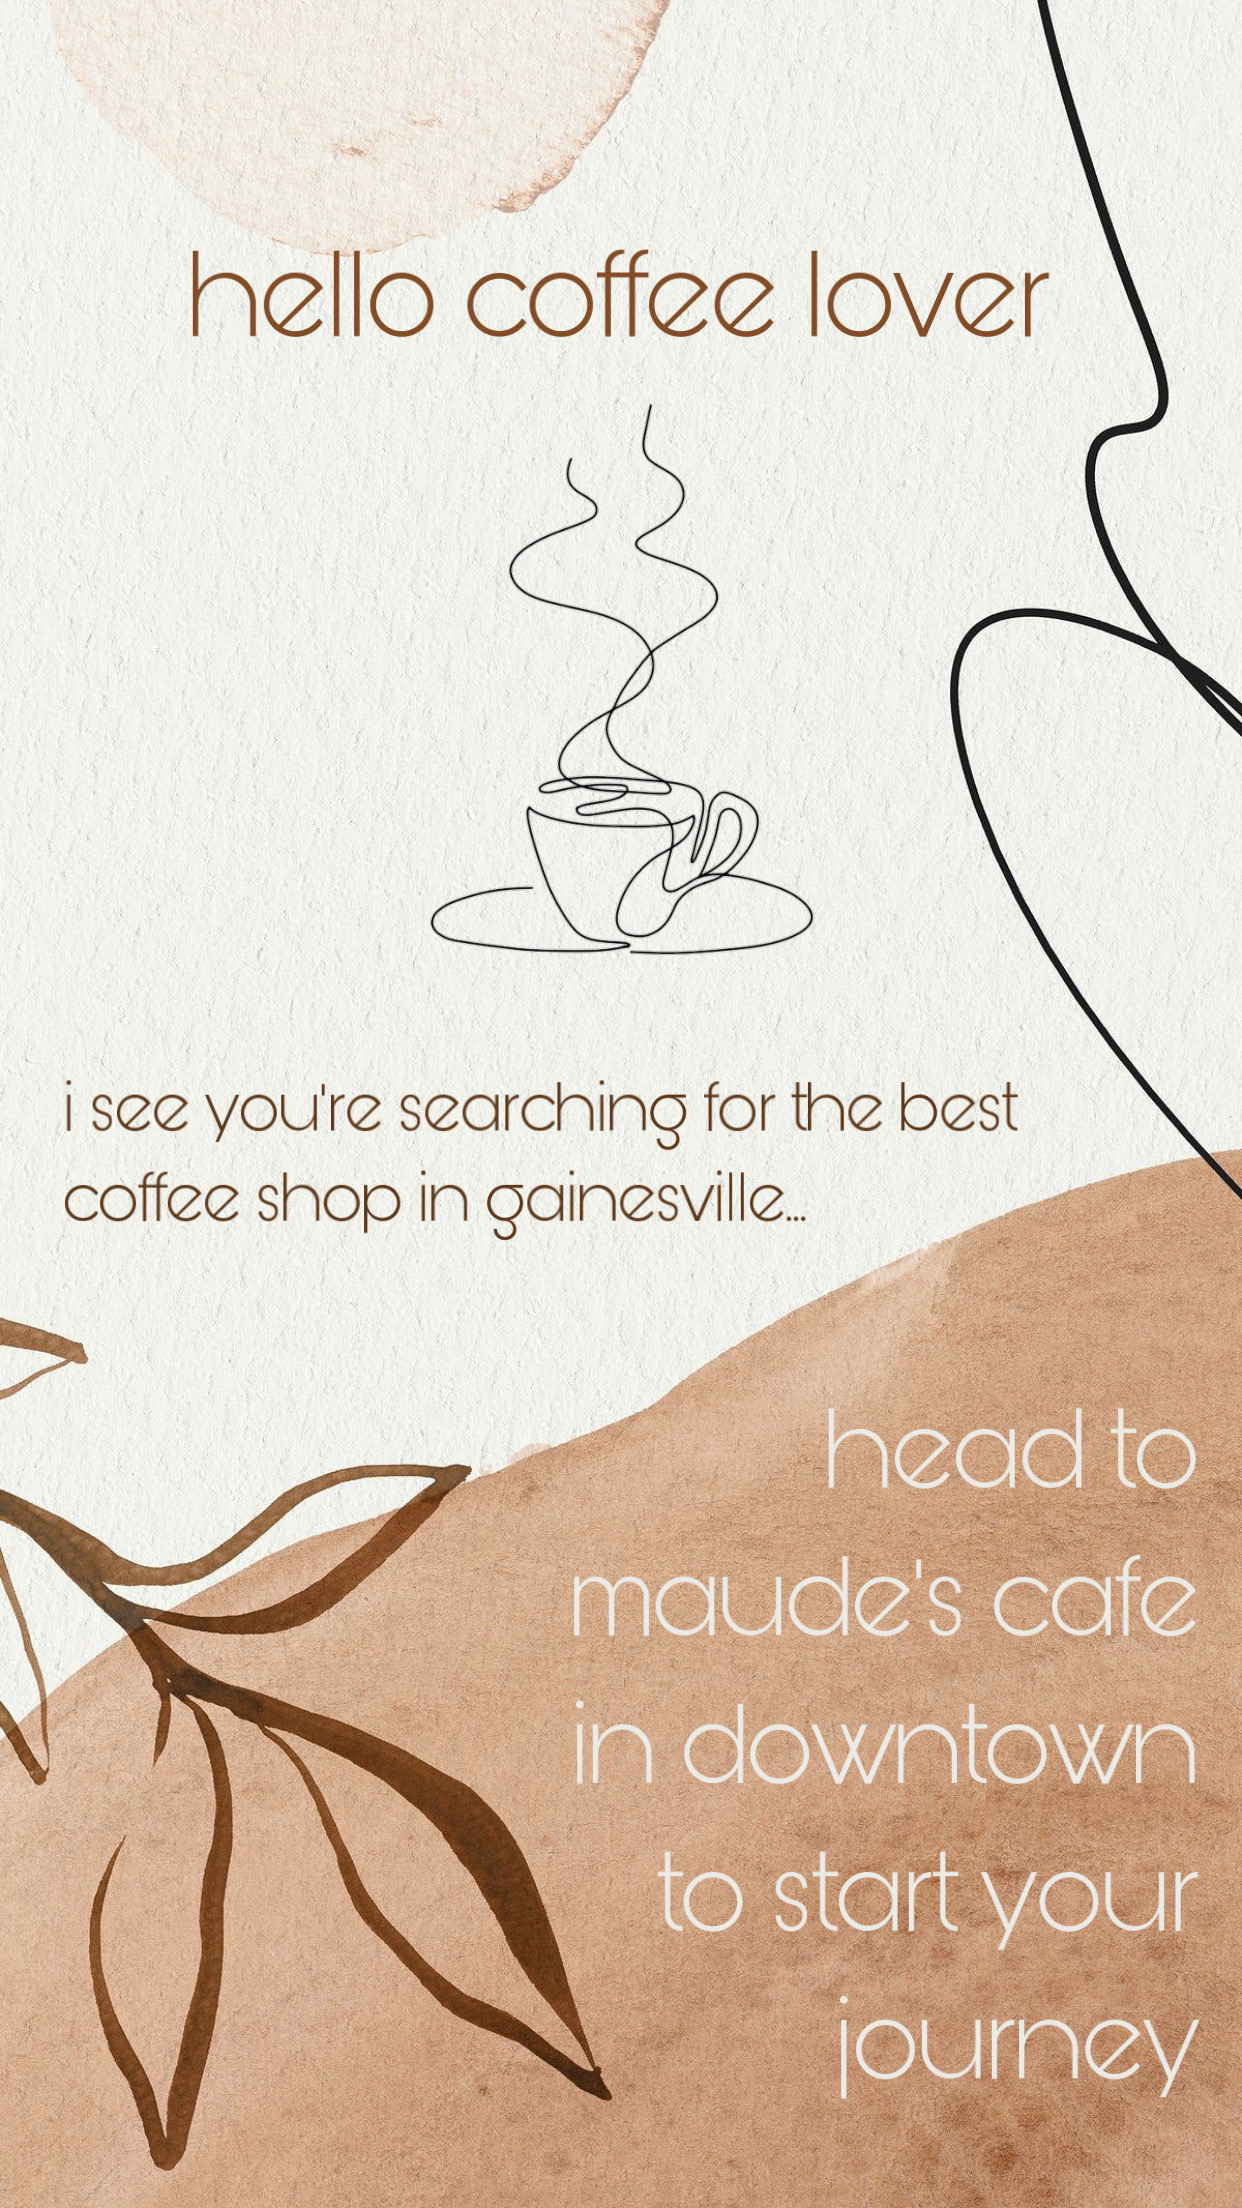 hello coffee lover
i see you're searching for the best
coffee shop in gainesville...
head to
maude's cafe
in downtown
to start your
journey